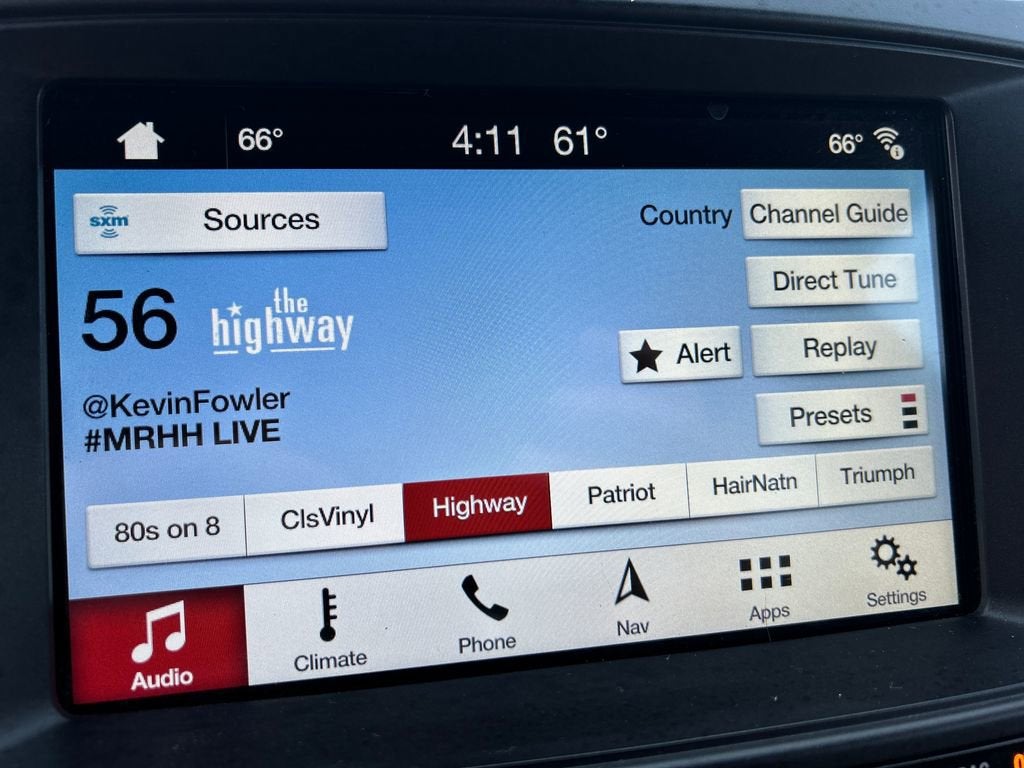 66° 4:11 61° 66°
sxm Sources
Country Channel Guide
Direct Tune
56 the highway
Alert Replay
@KevinFowler
#MRHH LIVE
Presets
80s on 8 ClsVinyl Highway Patriot HairNatn Triumph
Audio Climate Phone Nav Apps Settings